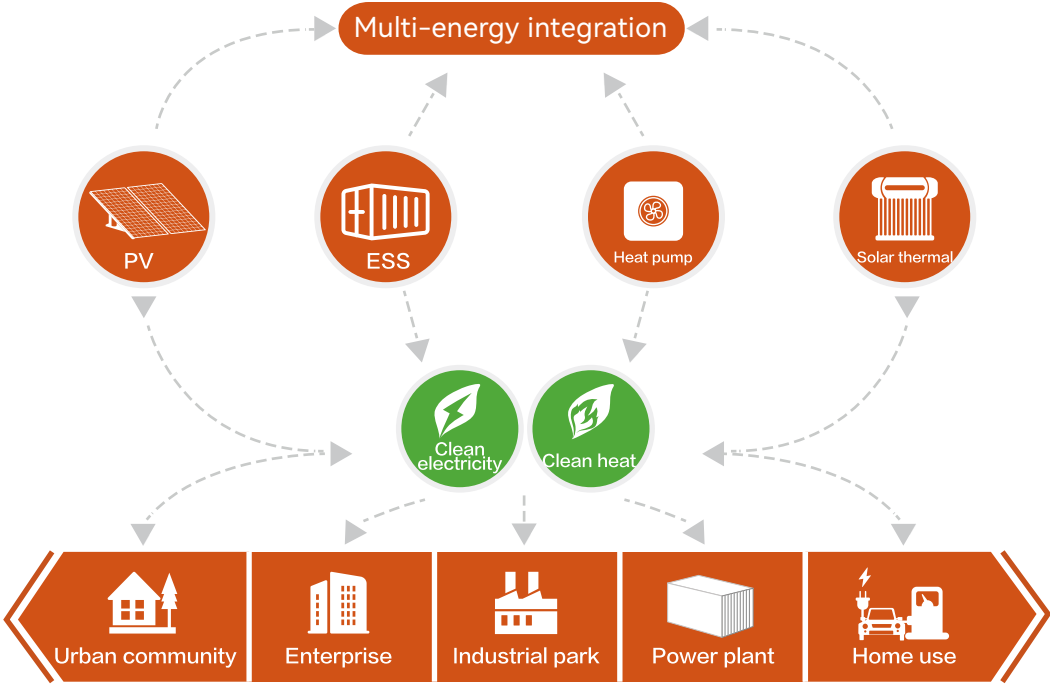 Multi-energy integration
PV
ESS
Heat pump
Solar thermal
Clean
electricity
Clean heat
Urban community
Enterprise
Industrial park
Power plant
Home use